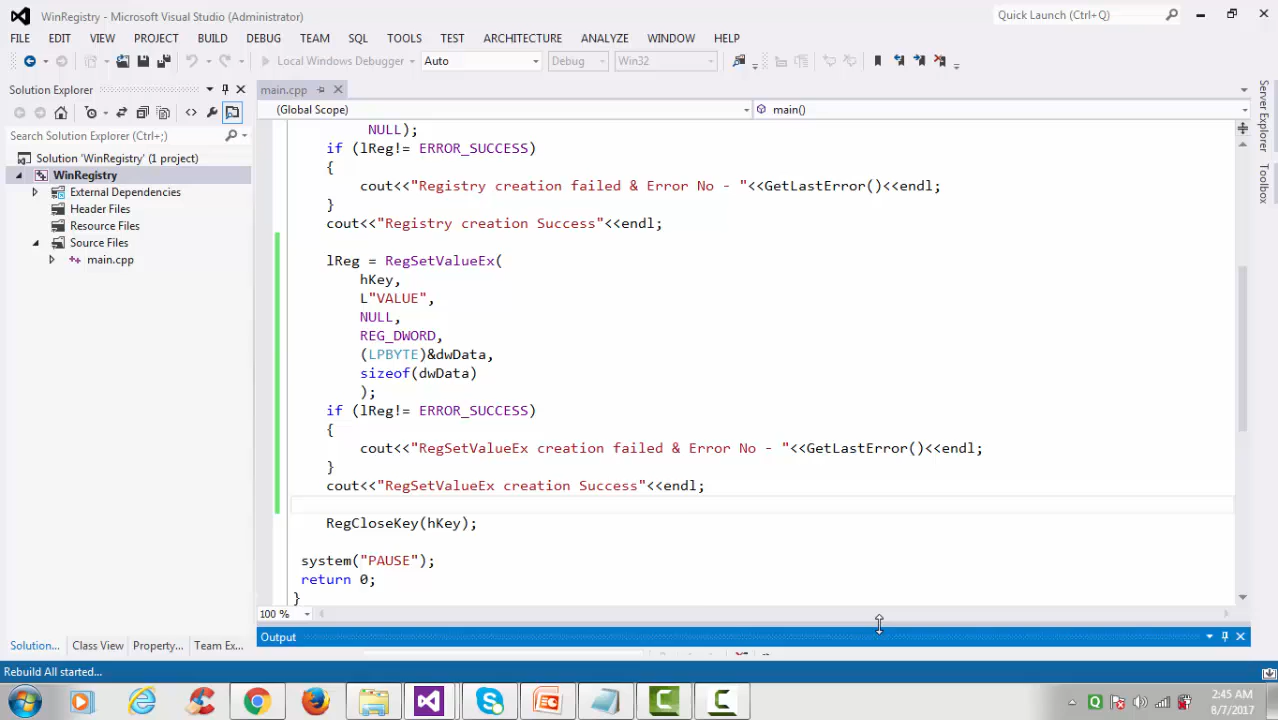 WinRegistry - Microsoft Visual Studio (Administrator)
Quick Launch (Ctrl+Q)
FILE EDIT VIEW PROJECT BUILD DEBUG TEAM SQL TOOLS TEST ARCHITECTURE ANALYZE WINDOW HELP
Local Windows Debugger Auto Debug Win32
Solution Explorer
main.cpp
(Global Scope)
main()
Search Solution Explorer (Ctrl+;)
Solution 'WinRegistry' (1 project)
WinRegistry
External Dependencies
Header Files
Resource Files
Source Files
main.cpp
NULL);
if (lReg!= ERROR_SUCCESS)
{
cout<<"Registry creation failed & Error No - "<<GetLastError()<<endl;
}
cout<<"Registry creation Success"<<endl;
lReg = RegSetValueEx(
hKey,
L"VALUE",
NULL,
REG_DWORD,
(LPBYTE)&dwData,
sizeof(dwData)
);
if (lReg!= ERROR_SUCCESS)
{
cout<<"RegSetValueEx creation failed & Error No - "<<GetLastError()<<endl;
}
cout<<"RegSetValueEx creation Success"<<endl;
RegCloseKey(hKey);
system("PAUSE");
return 0;
}
100 %
Server Explorer
Toolbox
Output
Solution... Class View Property... Team Ex...
Rebuild All started...
2:45 AM
8/7/2017